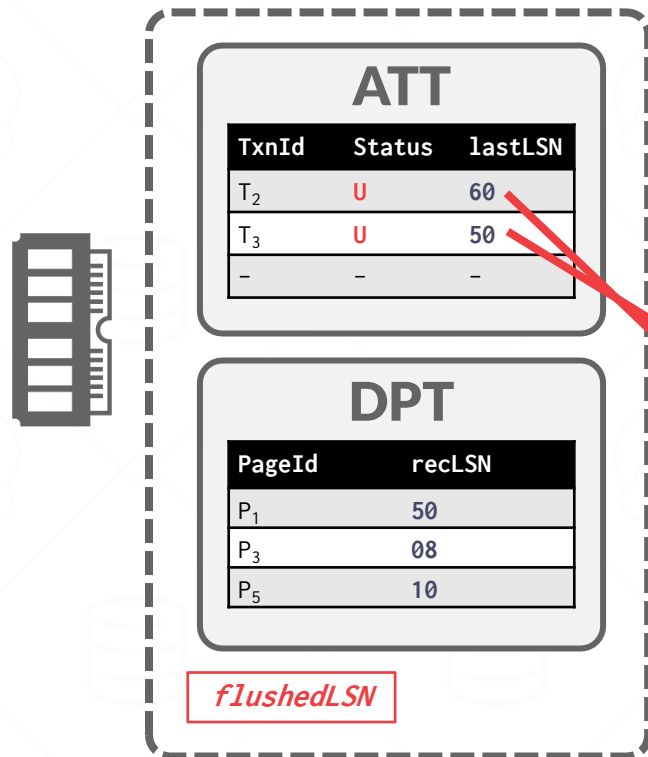 ATT
TxnId Status lastLSN
T₂ U 60
T₃ U 50
– – –
DPT
PageId recLSN
P₁ 50
P₃ 08
P₅ 10
flushedLSN